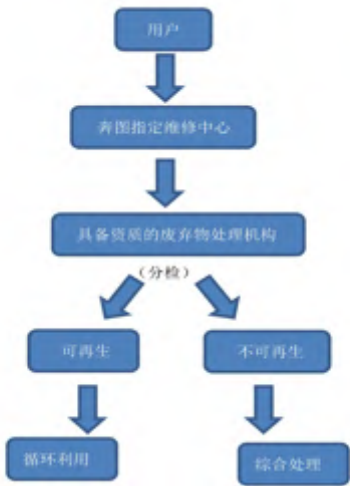 用户
奔图指定维修中心
具备资质的废弃物处理机构
（分检）
可再生
不可再生
循环利用
综合处理